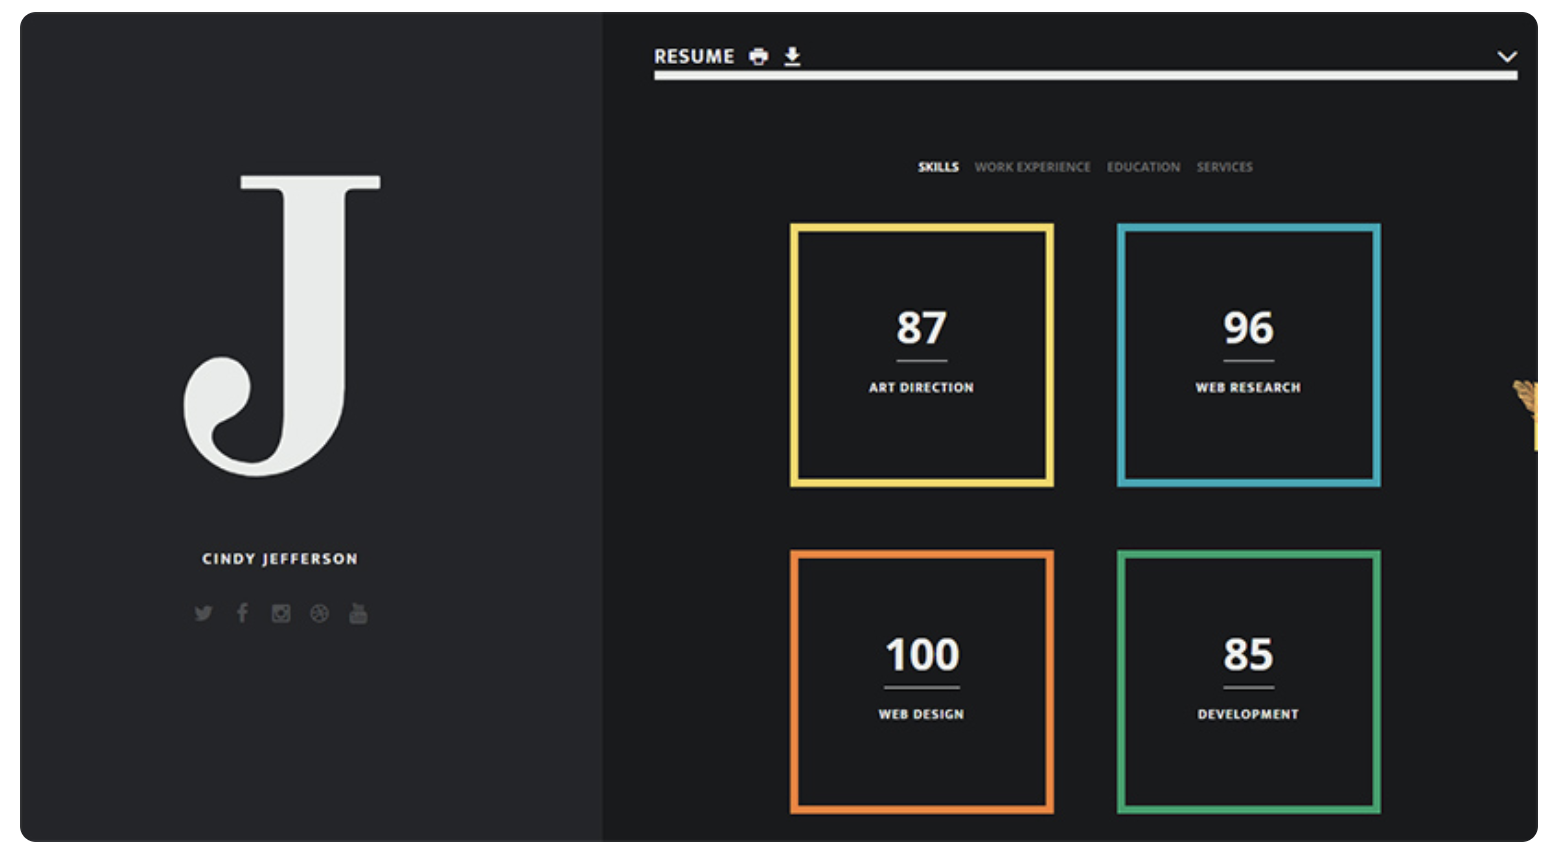 J
CINDY JEFFERSON
RESUME
SKILLS WORK EXPERIENCE EDUCATION SERVICES
87
ART DIRECTION
96
WEB RESEARCH
100
WEB DESIGN
85
DEVELOPMENT